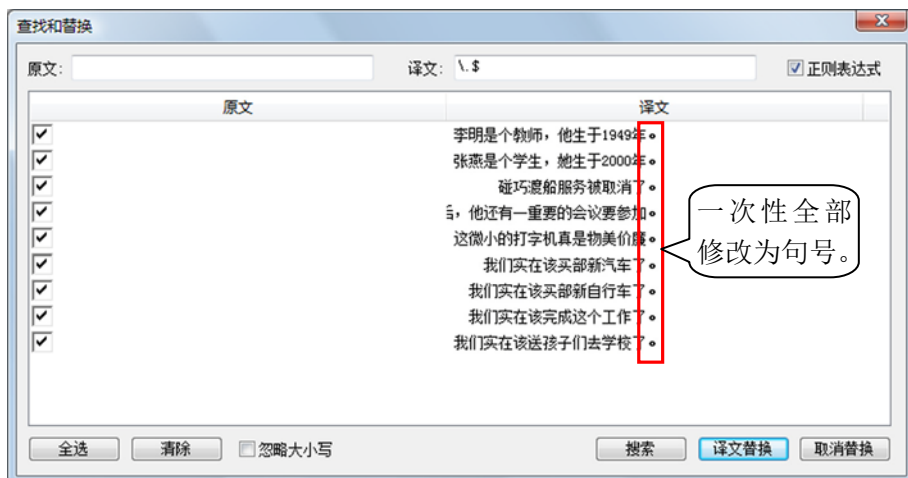 查找和替换
原文:
译文: \.$
正则表达式
原文
译文
李明是个教师，他生于1949年。
张燕是个学生，她生于2000年。
碰巧渡船服务被取消了。
，他还有一重要的会议要参加。
这微小的打字机真是物美价廉。
我们实在该买部新汽车了。
我们实在该买部新自行车了。
我们实在该完成这个工作了。
我们实在该送孩子们去学校了。
一次性全部
修改为句号。
全选 清除 忽略大小写 搜索 译文替换 取消替换